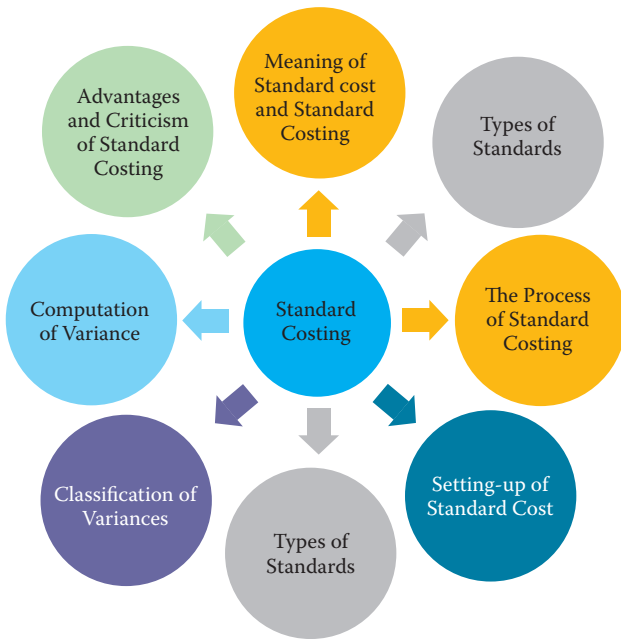 Meaning of
Standard cost
and Standard
Costing
Types of
Standards
The Process
of Standard
Costing
Setting-up of
Standard Cost
Types of
Standards
Classification of
Variances
Computation
of Variance
Advantages
and Criticism
of Standard
Costing
Standard
Costing